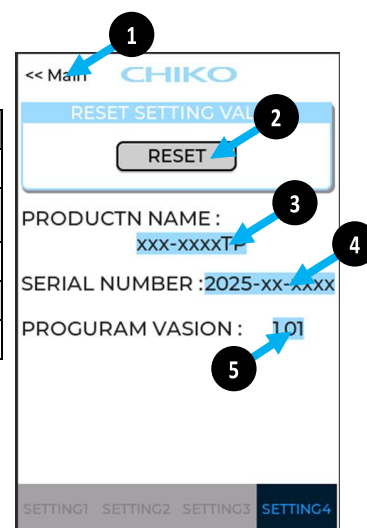 1
<< Main CHIKO
RESET SETTING VAL
2
RESET
3
PRODUCTN NAME :
xxx-xxxxTP
4
SERIAL NUMBER : 2025-xx-xxxx
PROGURAM VASION : 1.01
5
SETTING1 SETTING2 SETTING3 SETTING4